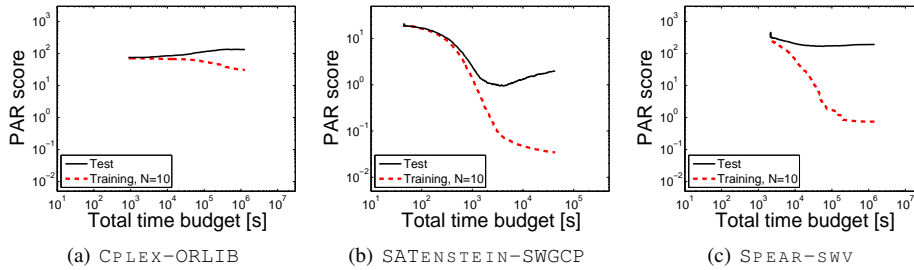 PAR score
10^3
10^2
10^1
10^0
10^-1
10^-2
Test
Training, N=10
10^1 10^2 10^3 10^4 10^5 10^6 10^7
Total time budget [s]
(a) CPLEX-ORLIB
PAR score
10^1
10^0
10^-1
10^-2
Test
Training, N=10
10^1 10^2 10^3 10^4 10^5
Total time budget [s]
(b) SATENSTEIN-SWGCP
PAR score
10^3
10^2
10^1
10^0
10^-1
10^-2
Test
Training, N=10
10^1 10^2 10^3 10^4 10^5 10^6 10^7
Total time budget [s]
(c) SPEAR-SWV